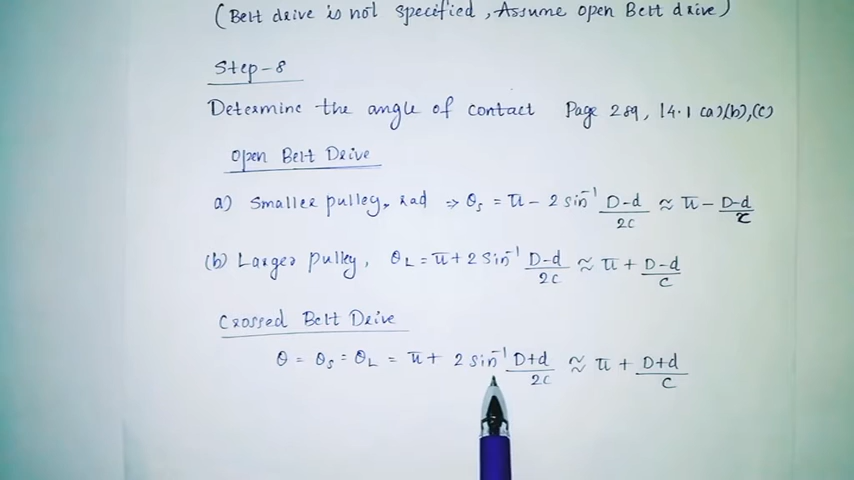 (Belt drive is not specified, Assume open Belt drive)
Step-8
Determine the angle of contact Page 289, 14.1 (a)(b),(c)
Open Belt Drive
a) Smaller pulley, rad => θs = π - 2 sin⁻¹ D-d/2c ≈ π - D-d/c
(b) Larger pulley, θL = π + 2 sin⁻¹ D-d/2c ≈ π + D-d/c
Crossed Belt Drive
θ = θs = θL = π + 2 sin⁻¹ D+d/2c ≈ π + D+d/c